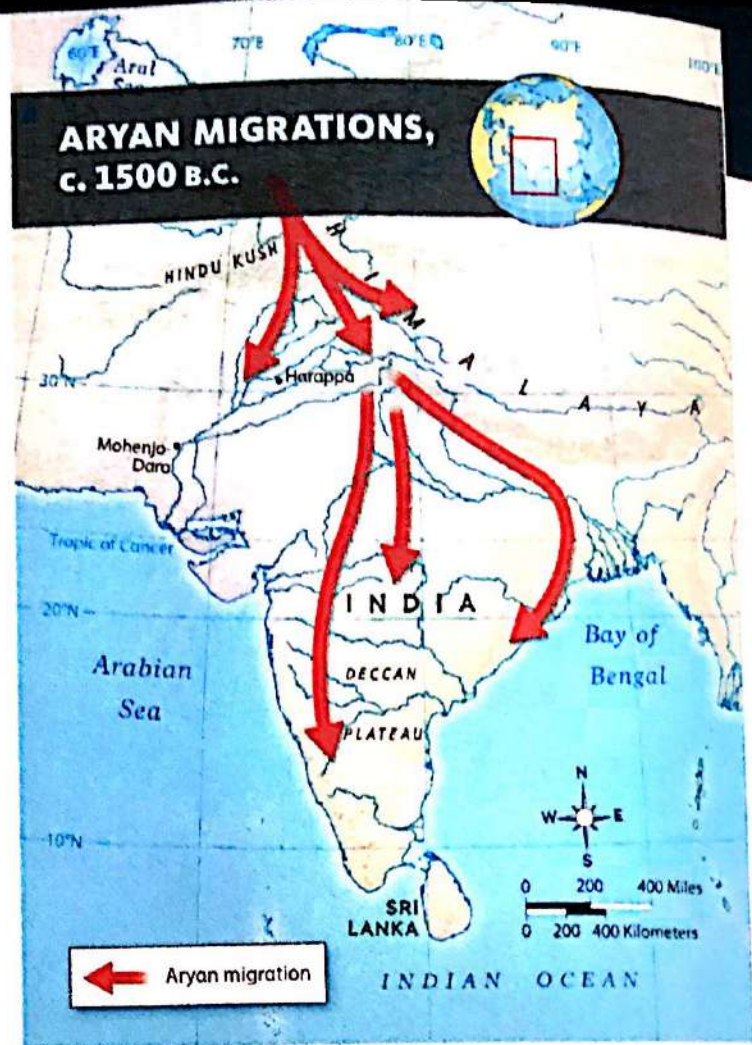 60°E
70°E
80°E
90°E
100°E
Aral
ARYAN MIGRATIONS,
c. 1500 B.C.
HINDU KUSH
HIMALAYA
30°N
Harappa
Mohenjo
Daro
Tropic of Cancer
20°N
INDIA
Bay of
Bengal
Arabian
Sea
DECCAN
PLATEAU
N
W E
S
10°N
0 200 400 Miles
0 200 400 Kilometers
SRI
LANKA
Aryan migration
INDIAN OCEAN